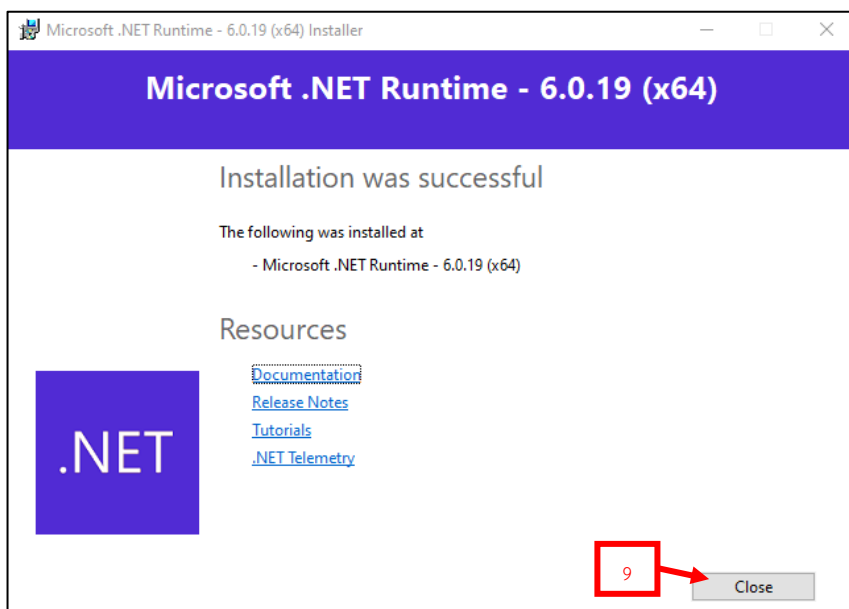 Microsoft .NET Runtime - 6.0.19 (x64) Installer
Microsoft .NET Runtime - 6.0.19 (x64)
Installation was successful
The following was installed at
- Microsoft .NET Runtime - 6.0.19 (x64)
Resources
Documentation
Release Notes
Tutorials
.NET Telemetry
.NET
9
Close